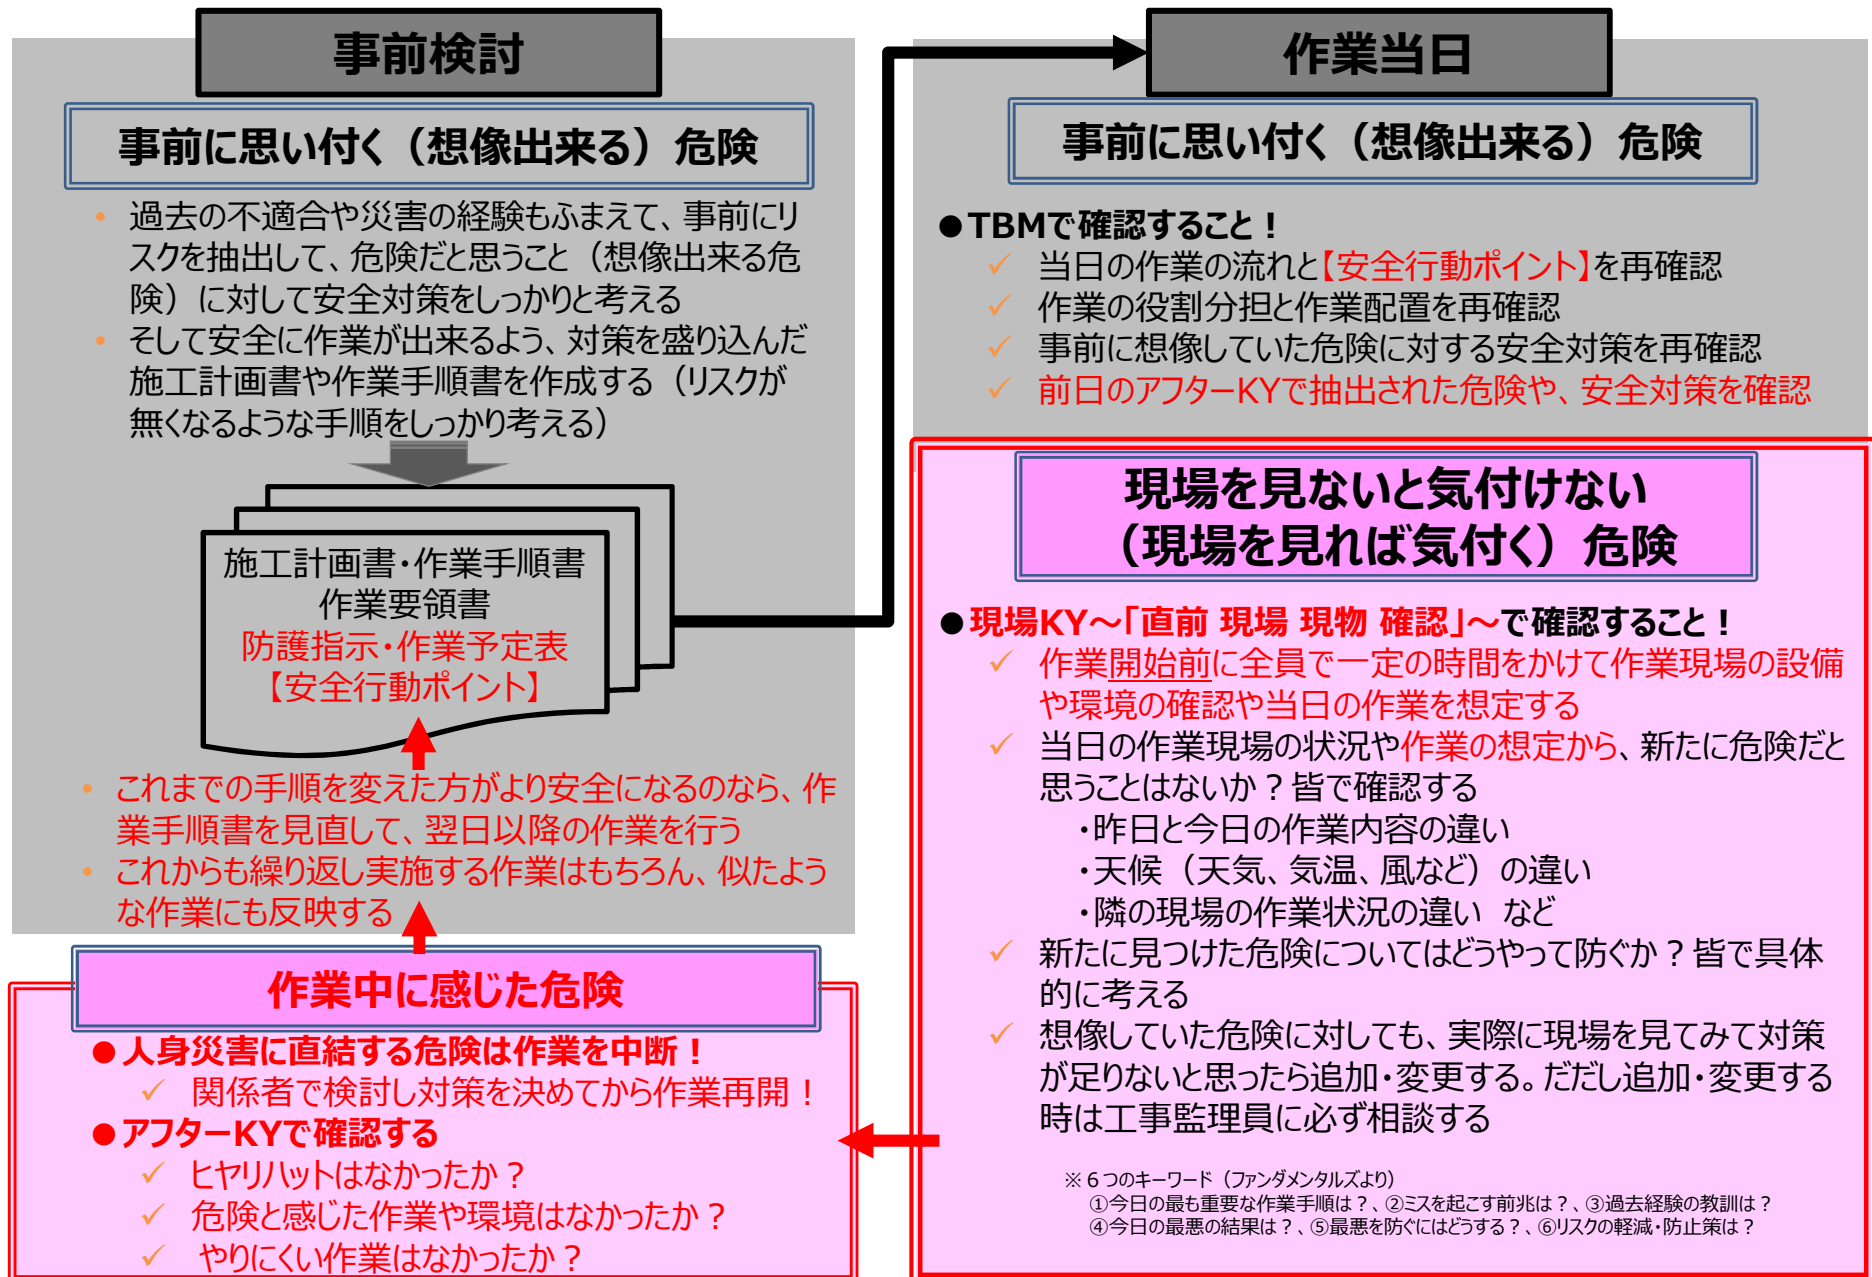 事前検討
事前に思い付く（想像出来る）危険
• 過去の不適合や災害の経験もふまえて、事前にリ
スクを抽出して、危険だと思うこと（想像出来る危
険）に対して安全対策をしっかりと考える
• そして安全に作業が出来るよう、対策を盛り込んだ
施工計画書や作業手順書を作成する（リスクが
無くなるような手順をしっかり考える）
施工計画書・作業手順書
作業要領書
防護指示・作業予定表
【安全行動ポイント】
• これまでの手順を変えた方がより安全になるのなら、作
業手順書を見直して、翌日以降の作業を行う
• これからも繰り返し実施する作業はもちろん、似たよう
な作業にも反映する
作業中に感じた危険
●人身災害に直結する危険は作業を中断！
✓ 関係者で検討し対策を決めてから作業再開！
●アフターKYで確認する
✓ ヒヤリハットはなかったか？
✓ 危険と感じた作業や環境はなかったか？
✓ やりにくい作業はなかったか？
作業当日
事前に思い付く（想像出来る）危険
●TBMで確認すること！
✓ 当日の作業の流れと【安全行動ポイント】を再確認
✓ 作業の役割分担と作業配置を再確認
✓ 事前に想像していた危険に対する安全対策を再確認
✓ 前日のアフターKYで抽出された危険や、安全対策を確認
現場を見ないと気付けない
（現場を見れば気付く）危険
●現場KY～「直前 現場 現物 確認」～で確認すること！
✓ 作業開始前に全員で一定の時間をかけて作業現場の設備
や環境の確認や当日の作業を想定する
✓ 当日の作業現場の状況や作業の想定から、新たに危険だと
思うことはないか？皆で確認する
・昨日と今日の作業内容の違い
・天候（天気、気温、風など）の違い
・隣の現場の作業状況の違い など
✓ 新たに見つけた危険についてはどうやって防ぐか？皆で具体
的に考える
✓ 想像していた危険に対しても、実際に現場を見てみて対策
が足りないと思ったら追加・変更する。だだし追加・変更する
時は工事監理員に必ず相談する
※６つのキーワード（ファンダメンタルズより）
①今日の最も重要な作業手順は？、②ミスを起こす前兆は？、③過去経験の教訓は？
④今日の最悪の結果は？、⑤最悪を防ぐにはどうする？、⑥リスクの軽減・防止策は？